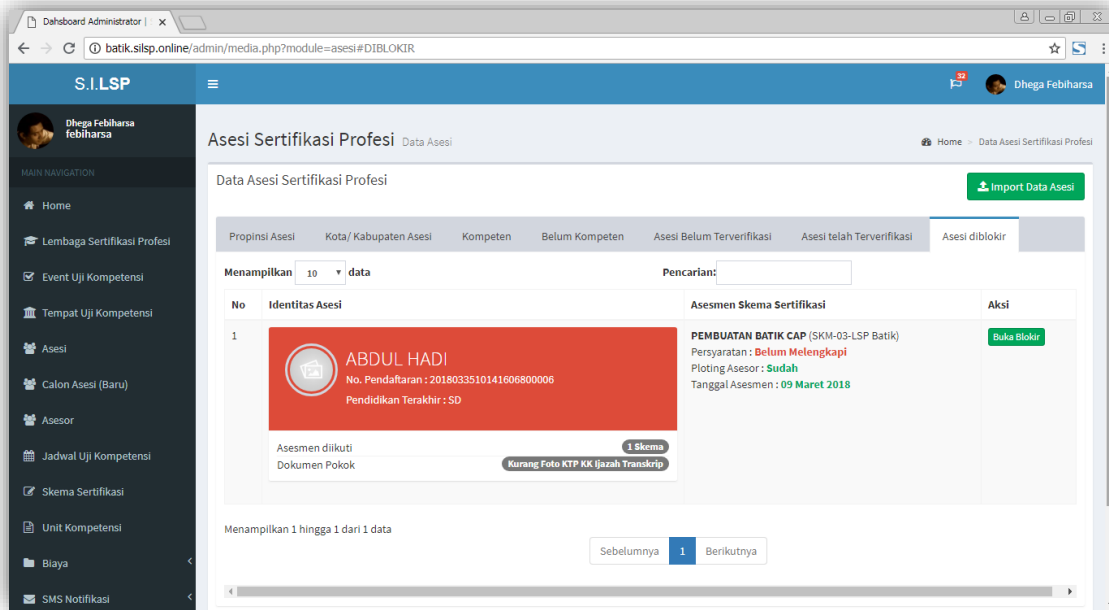 Dahsboard Administrator |
batik.silsp.online/admin/media.php?module=asesi#DIBLOKIR
S.I.LSP
32
Dhega Febiharsa
Dhega Febiharsa
febiharsa
Asesi Sertifikasi Profesi Data Asesi
Home > Data Asesi Sertifikasi Profesi
MAIN NAVIGATION
Home
Lembaga Sertifikasi Profesi
Event Uji Kompetensi
Tempat Uji Kompetensi
Asesi
Calon Asesi (Baru)
Asesor
Jadwal Uji Kompetensi
Skema Sertifikasi
Unit Kompetensi
Biaya
SMS Notifikasi
Data Asesi Sertifikasi Profesi
Import Data Asesi
Propinsi Asesi Kota/ Kabupaten Asesi Kompeten Belum Kompeten Asesi Belum Terverifikasi Asesi telah Terverifikasi Asesi diblokir
Menampilkan 10 data Pencarian:
No Identitas Asesi Asesmen Skema Sertifikasi Aksi
1
ABDUL HADI
No. Pendaftaran : 2018033510141606800006
Pendidikan Terakhir : SD
Asesmen diikuti 1 Skema
Dokumen Pokok Kurang Foto KTP KK Ijazah Transkrip
PEMBUATAN BATIK CAP (SKM-03-LSP Batik)
Persyaratan : Belum Melengkapi
Ploting Asesor : Sudah
Tanggal Asesmen : 09 Maret 2018
Buka Blokir
Menampilkan 1 hingga 1 dari 1 data
Sebelumnya 1 Berikutnya